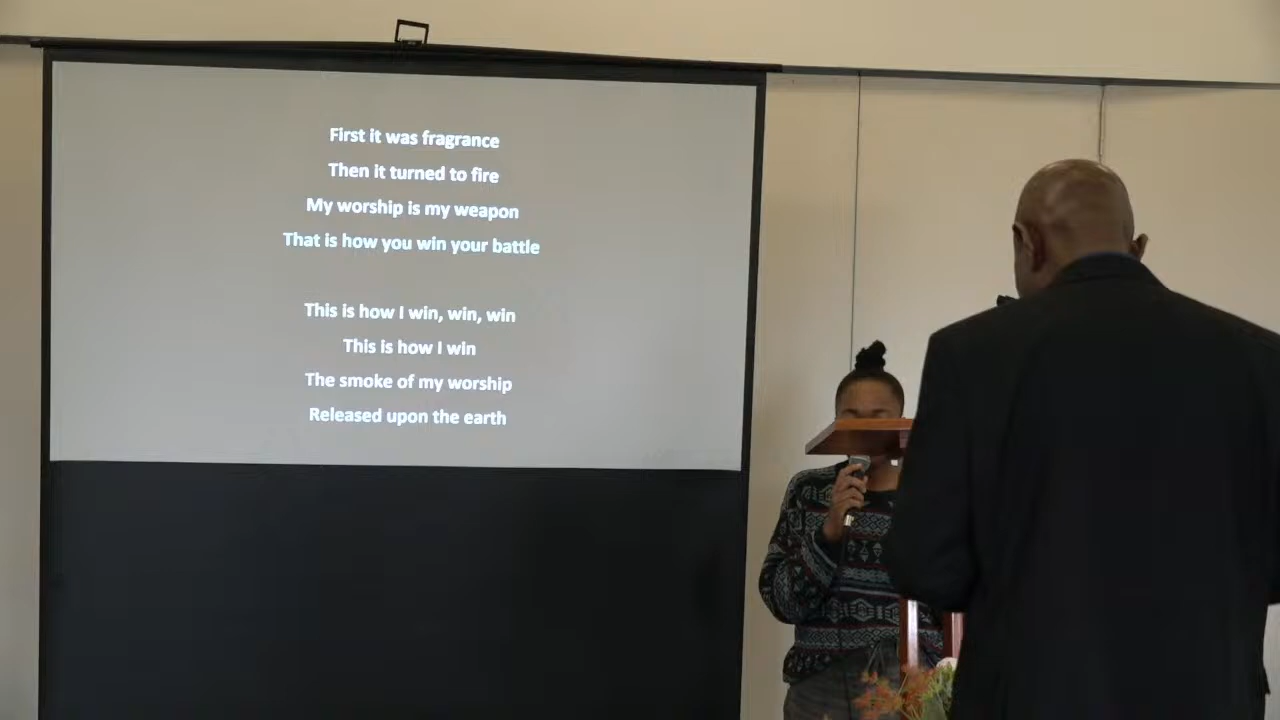 First it was fragrance
Then it turned to fire
My worship is my weapon
That is how you win your battle
This is how I win, win, win
This is how I win
The smoke of my worship
Released upon the earth